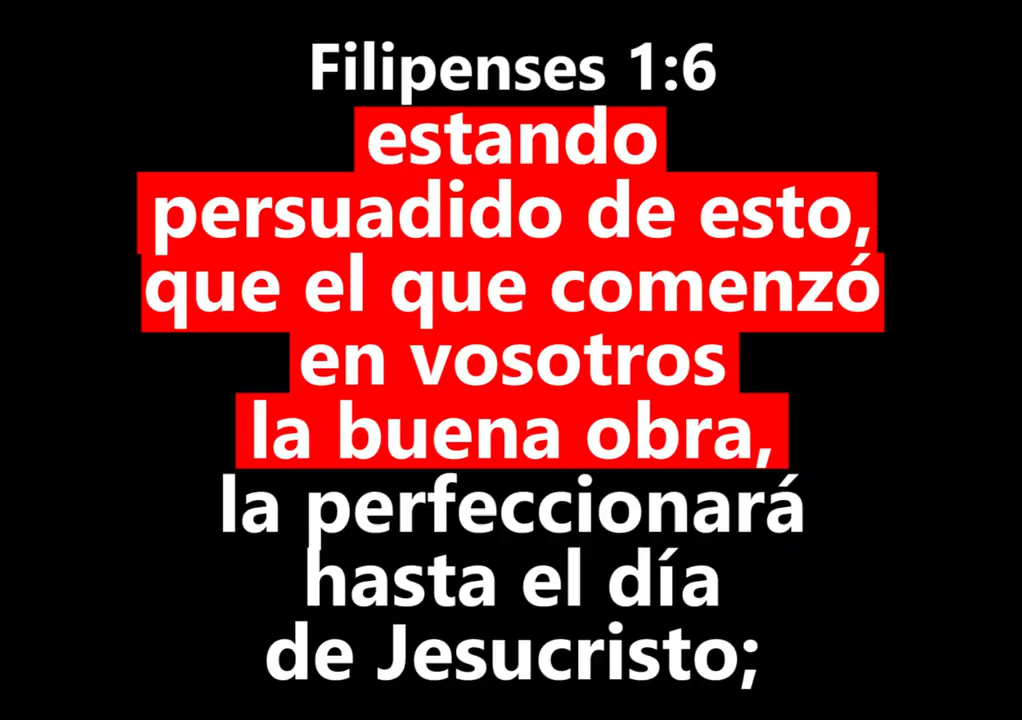 Filipenses 1:6
estando
persuadido de esto,
que el que comenzó
en vosotros
la buena obra,
la perfeccionará
hasta el día
de Jesucristo;